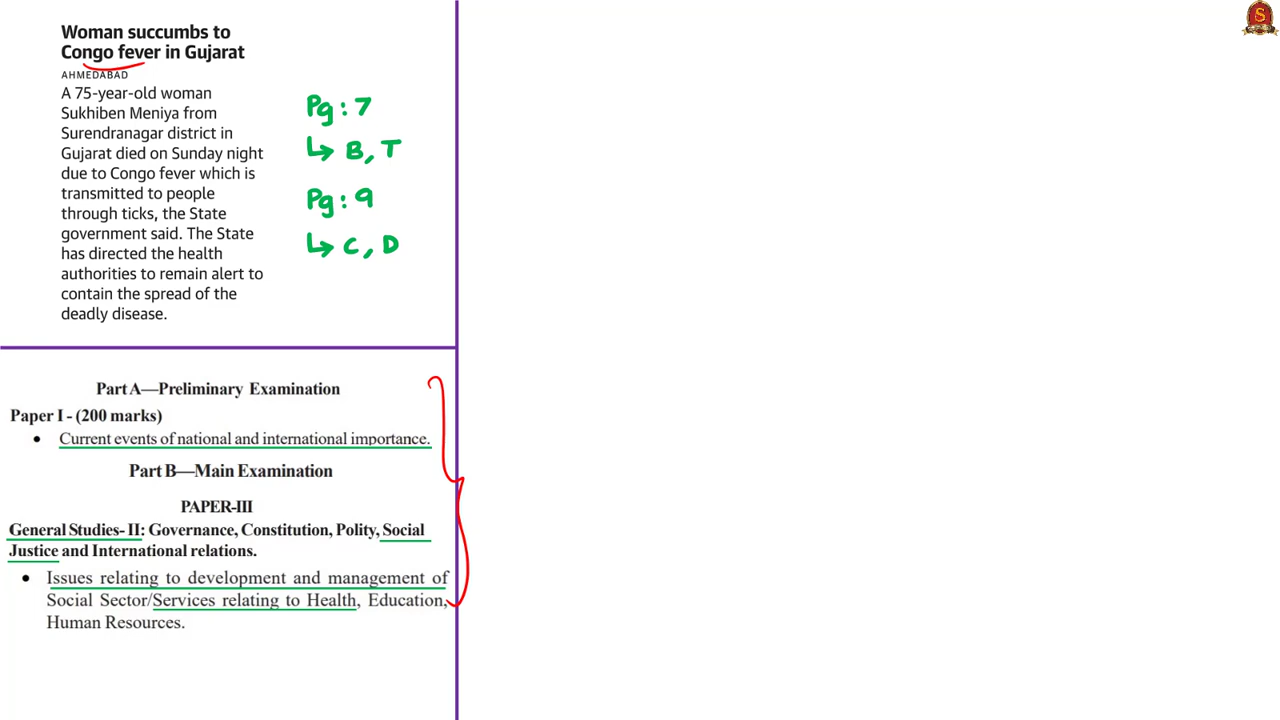 Woman succumbs to
Congo fever in Gujarat
AHMEDABAD
A 75-year-old woman
Sukhiben Meniya from
Surendranagar district in
Gujarat died on Sunday night
due to Congo fever which is
transmitted to people
through ticks, the State
government said. The State
has directed the health
authorities to remain alert to
contain the spread of the
deadly disease.
Pg : 7
↳ B, T
Pg : 9
↳ C, D
Part A—Preliminary Examination
Paper I - (200 marks)
• Current events of national and international importance.
Part B—Main Examination
PAPER-III
General Studies- II: Governance, Constitution, Polity, Social
Justice and International relations.
• Issues relating to development and management of
Social Sector/Services relating to Health, Education,
Human Resources.
S